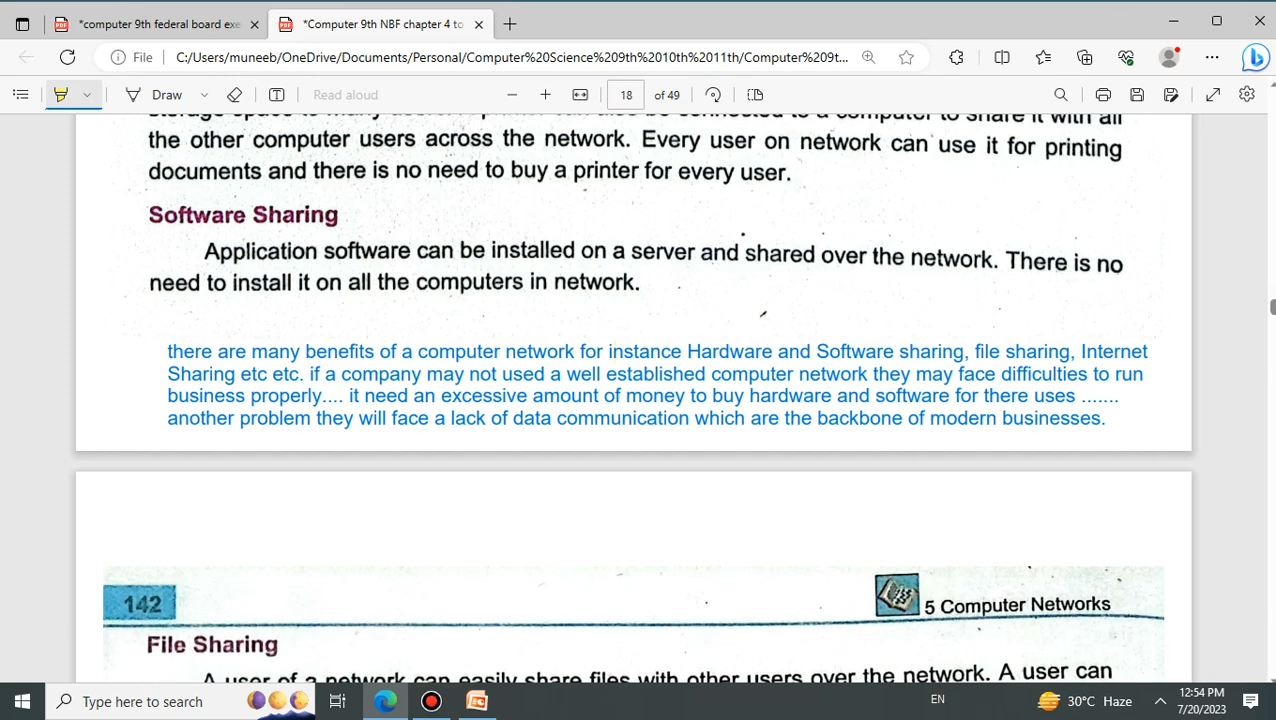 *computer 9th federal board exe
*Computer 9th NBF chapter 4 to
File
C:/Users/muneeb/OneDrive/Documents/Personal/Computer%20Science%209th%2010th%2011th/Computer%209t...
Draw
Read aloud
18 of 49
the other computer users across the network. Every user on network can use it for printing
documents and there is no need to buy a printer for every user.
Software Sharing
Application software can be installed on a server and shared over the network. There is no
need to install it on all the computers in network.
there are many benefits of a computer network for instance Hardware and Software sharing, file sharing, Internet
Sharing etc etc. if a company may not used a well established computer network they may face difficulties to run
business properly.... it need an excessive amount of money to buy hardware and software for there uses .......
another problem they will face a lack of data communication which are the backbone of modern businesses.
142
5 Computer Networks
File Sharing
A user of a network can easily share files with other users over the network. A user can
Type here to search
EN
30°C Haze
12:54 PM
7/20/2023